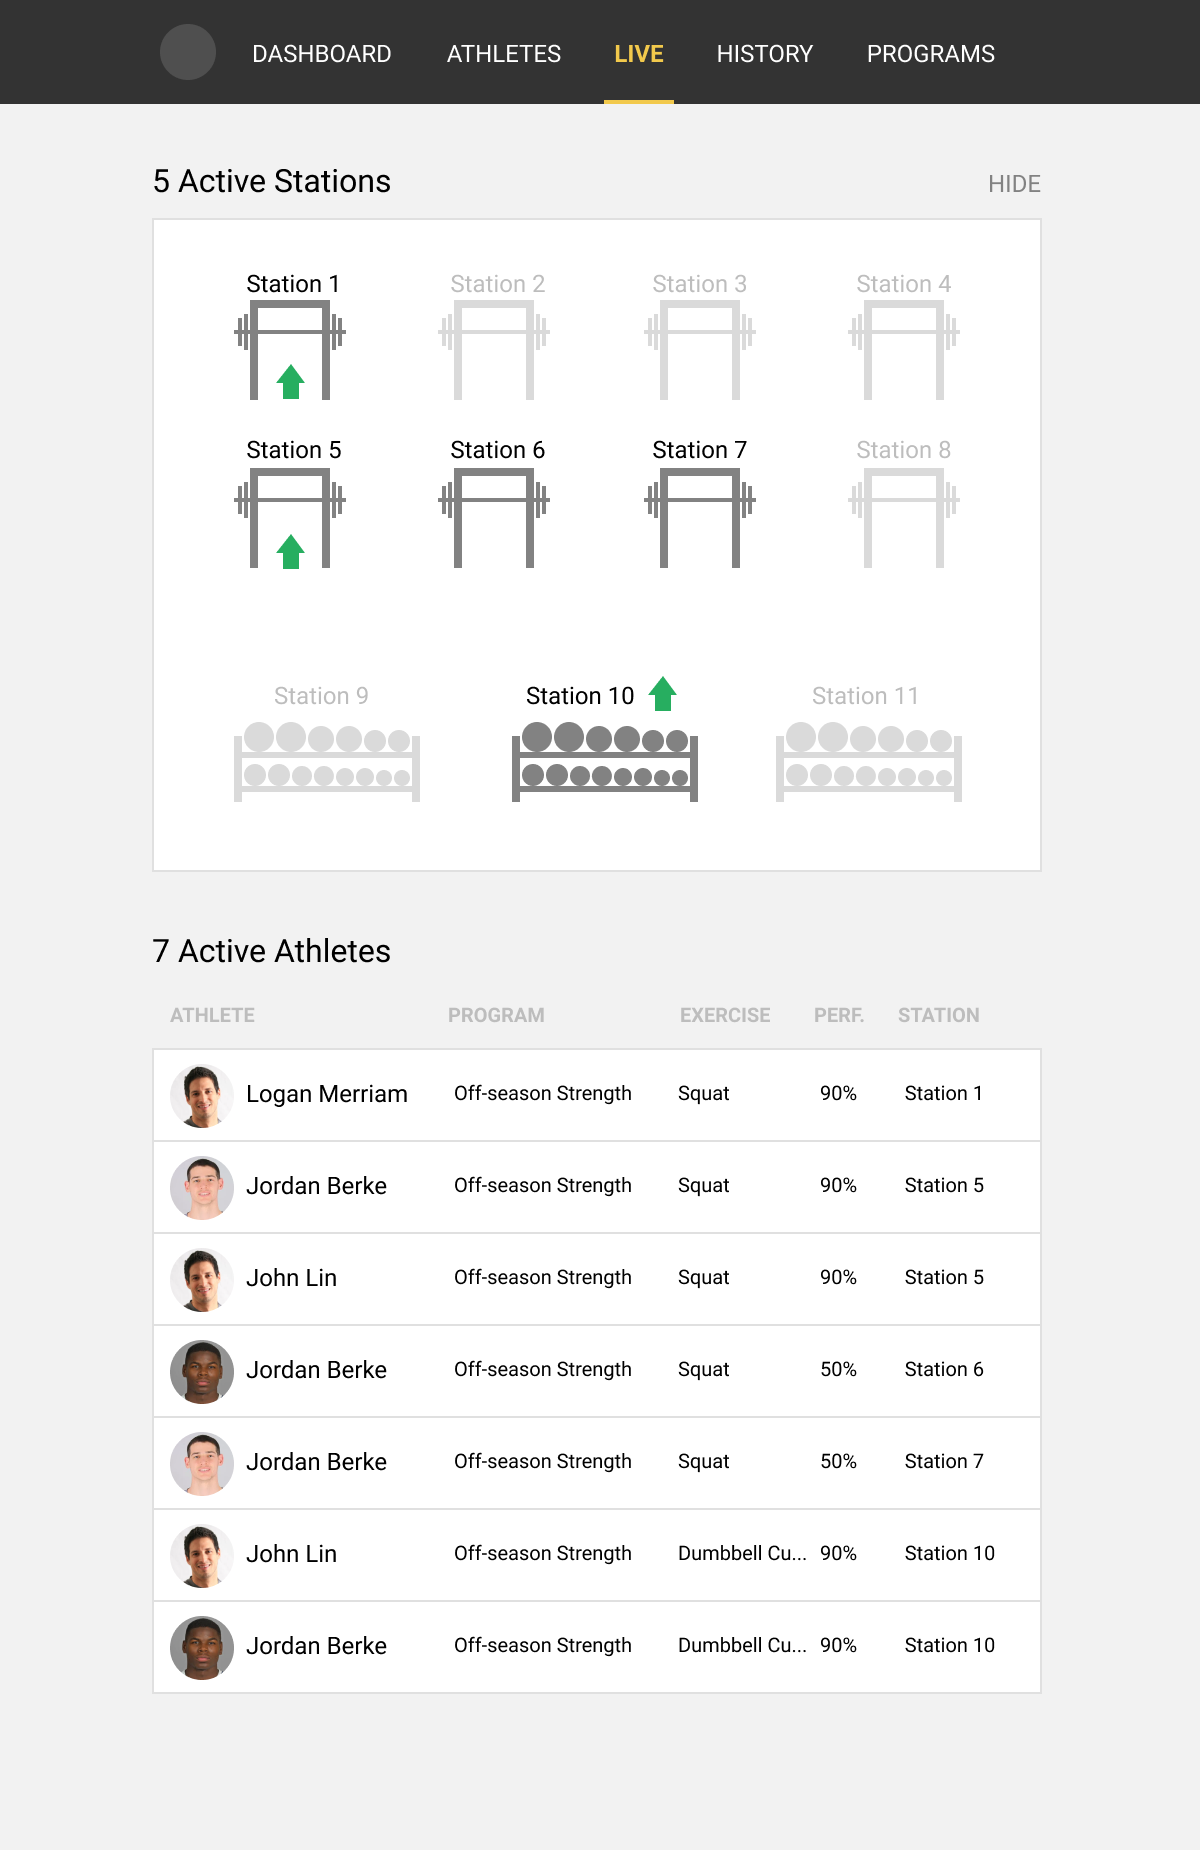 DASHBOARD ATHLETES LIVE HISTORY PROGRAMS
5 Active Stations HIDE
Station 1 Station 2 Station 3 Station 4
Station 5 Station 6 Station 7 Station 8
Station 9 Station 10 Station 11
7 Active Athletes
ATHLETE PROGRAM EXERCISE PERF. STATION
Logan Merriam Off-season Strength Squat 90% Station 1
Jordan Berke Off-season Strength Squat 90% Station 5
John Lin Off-season Strength Squat 90% Station 5
Jordan Berke Off-season Strength Squat 50% Station 6
Jordan Berke Off-season Strength Squat 50% Station 7
John Lin Off-season Strength Dumbbell Cu... 90% Station 10
Jordan Berke Off-season Strength Dumbbell Cu... 90% Station 10